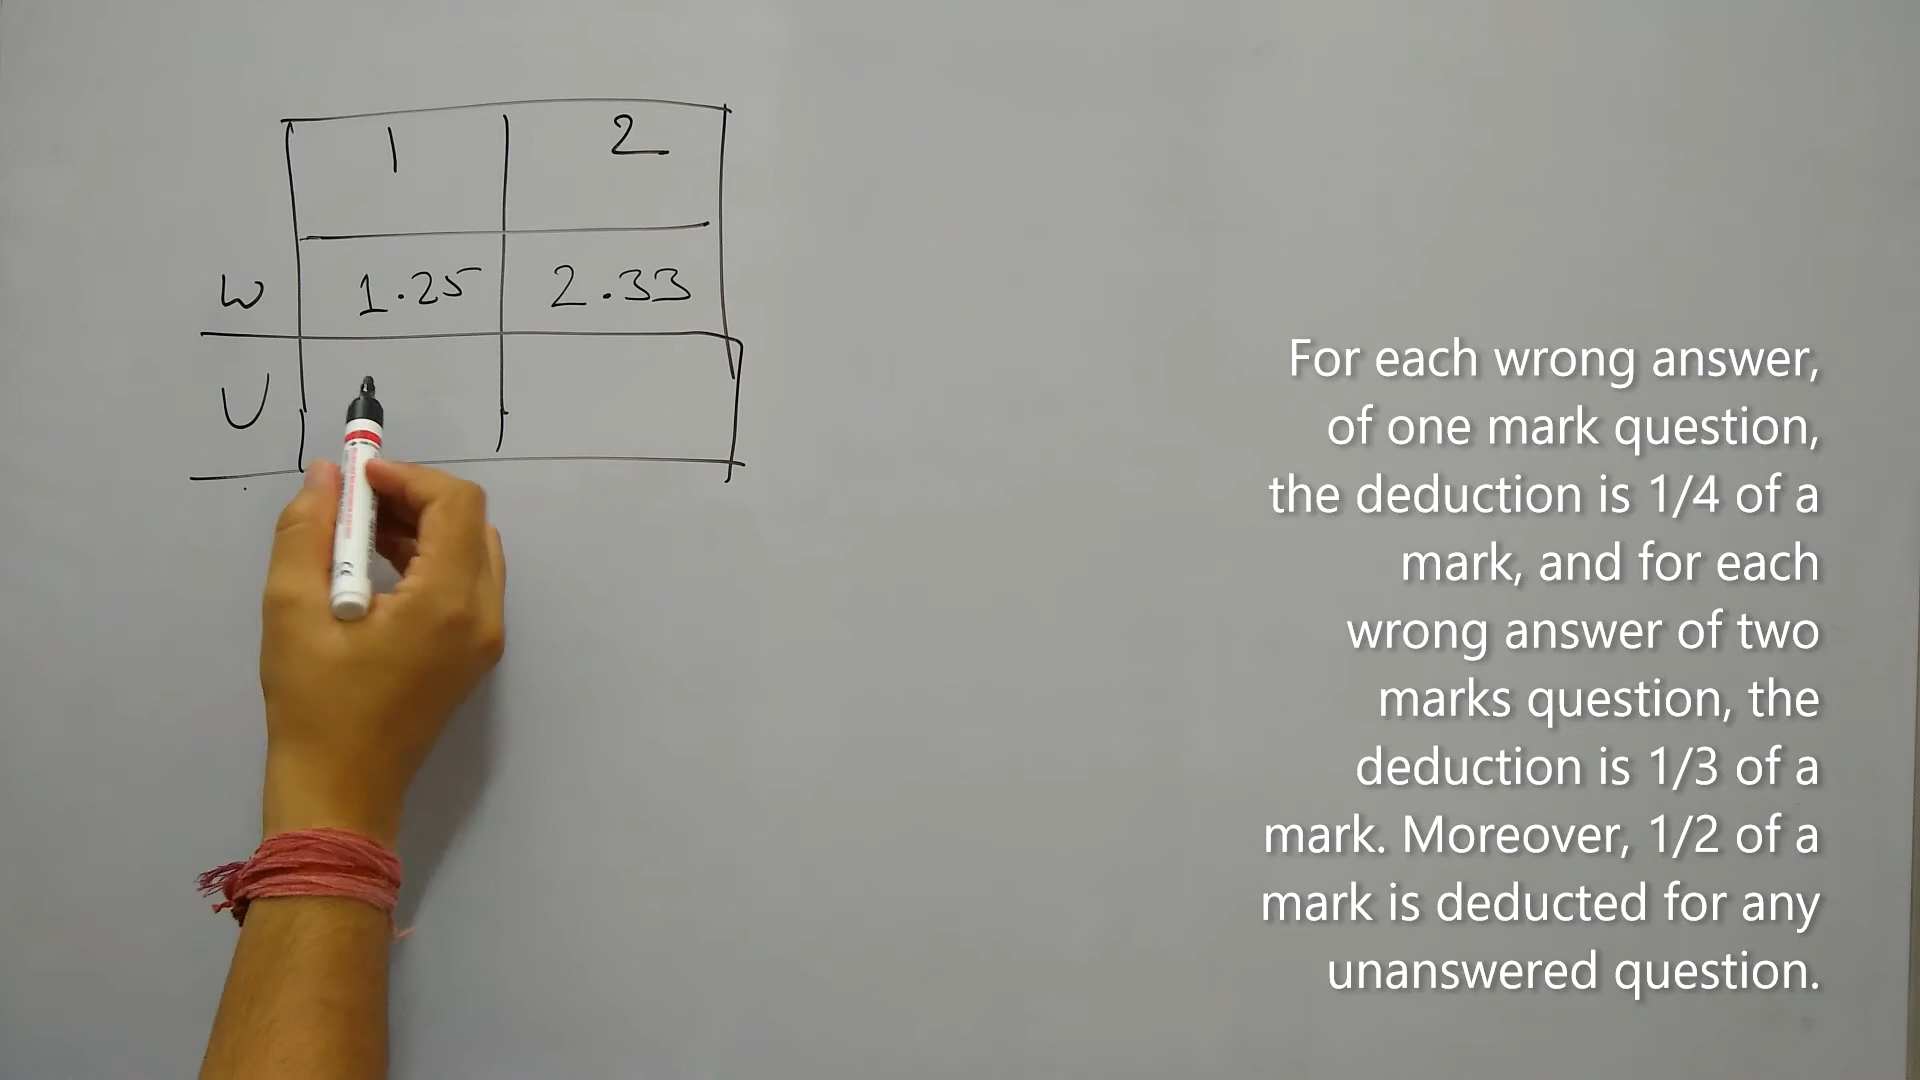 1 2
W 1.25 2.33
U
For each wrong answer,
of one mark question,
the deduction is 1/4 of a
mark, and for each
wrong answer of two
marks question, the
deduction is 1/3 of a
mark. Moreover, 1/2 of a
mark is deducted for any
unanswered question.